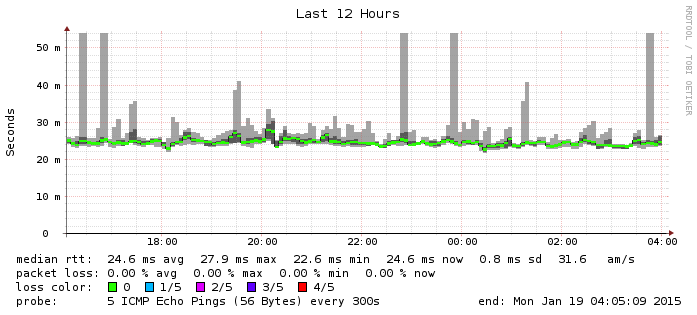 Last 12 Hours
RRDTOOL / TOBI OETIKER
Seconds
50 m
40 m
30 m
20 m
10 m
0
18:00 20:00 22:00 00:00 02:00 04:00
median rtt: 24.6 ms avg 27.9 ms max 22.6 ms min 24.6 ms now 0.8 ms sd 31.6 am/s
packet loss: 0.00 % avg 0.00 % max 0.00 % min 0.00 % now
loss color: 0 1/5 2/5 3/5 4/5
probe: 5 ICMP Echo Pings (56 Bytes) every 300s end: Mon Jan 19 04:05:09 2015